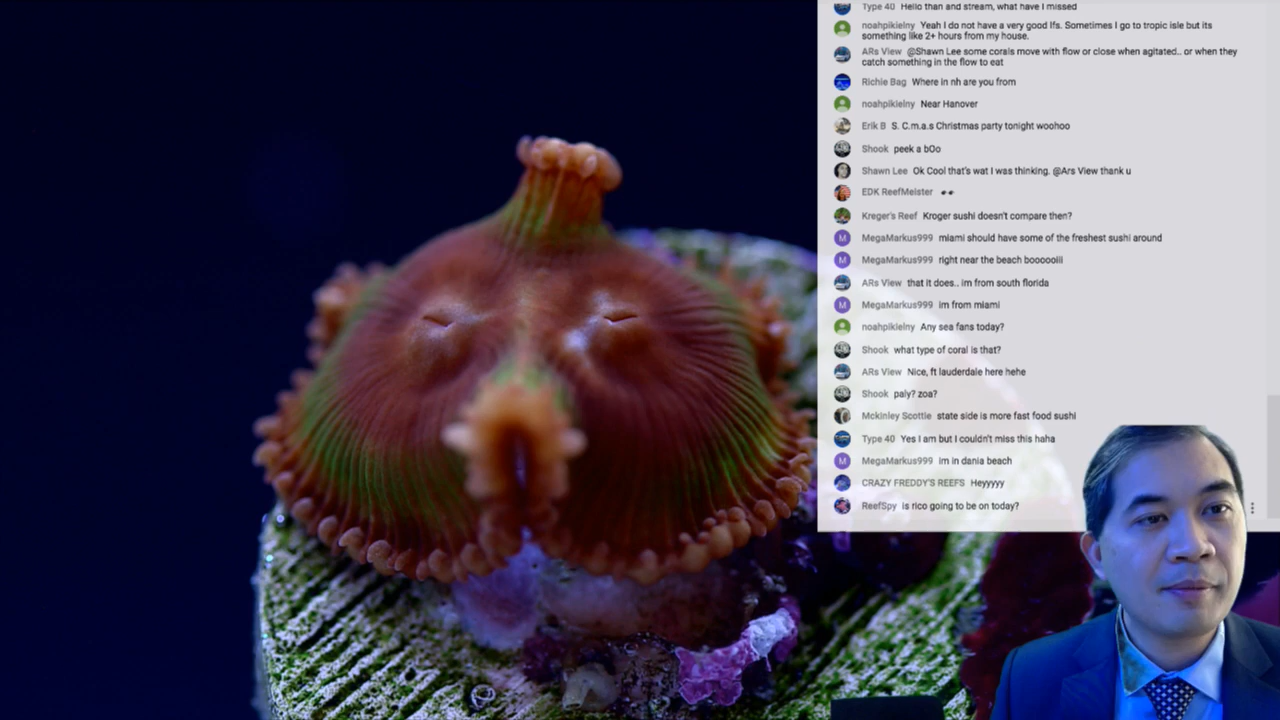 Type 40 Hello than and stream, what have I missed
noahpikielny Yeah I do not have a very good lfs. Sometimes I go to tropic isle but its
something like 2+ hours from my house.
ARs View @Shawn Lee some corals move with flow or close when agitated.. or when they
catch something in the flow to eat
Richie Bag Where in nh are you from
noahpikielny Near Hanover
Erik B S. C.m.a.s Christmas party tonight woohoo
Shook peek a bOo
Shawn Lee Ok Cool that's wat I was thinking. @Ars View thank u
EDK ReefMeister 👀
Kreger's Reef Kroger sushi doesn't compare then?
M MegaMarkus999 miami should have some of the freshest sushi around
M MegaMarkus999 right near the beach boooooiii
ARs View that it does.. im from south florida
M MegaMarkus999 im from miami
noahpikielny Any sea fans today?
Shook what type of coral is that?
ARs View Nice, ft lauderdale here hehe
Shook paly? zoa?
Mckinley Scottie state side is more fast food sushi
Type 40 Yes I am but I couldn't miss this haha
M MegaMarkus999 im in dania beach
CRAZY FREDDY'S REEFS Heyyyyy
ReefSpy is rico going to be on today?